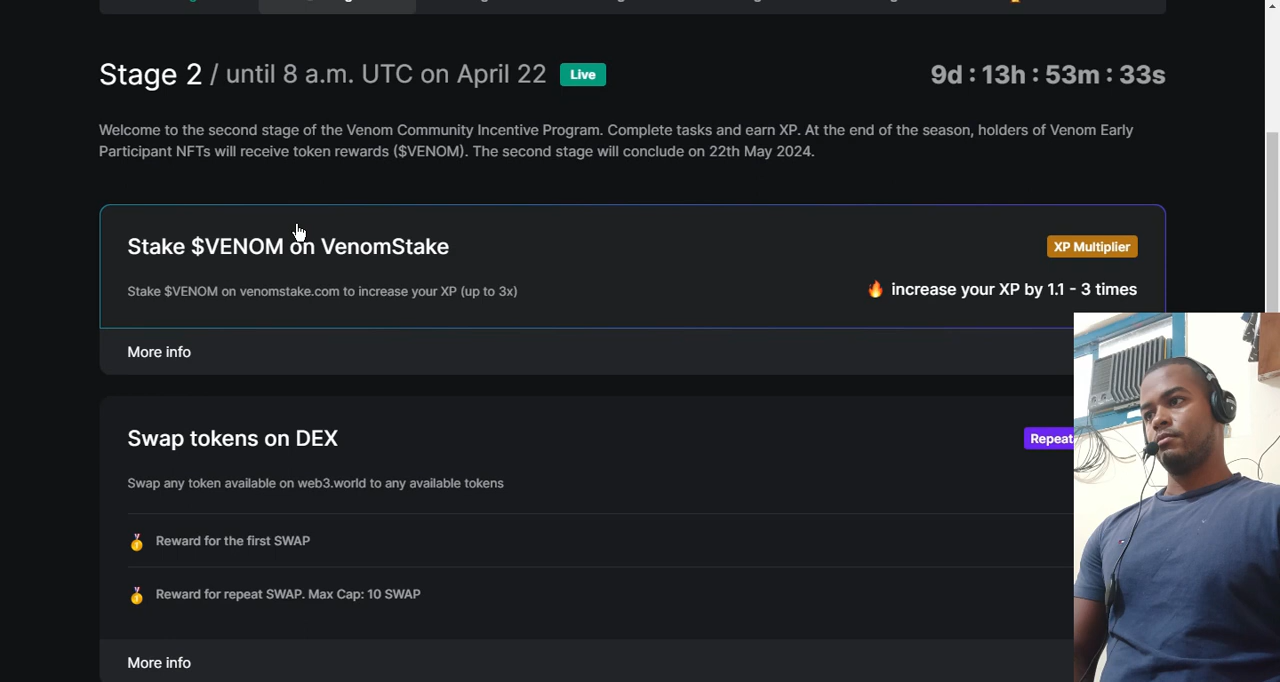 Stage 2 / until 8 a.m. UTC on April 22 Live 9d : 13h : 53m : 33s
Welcome to the second stage of the Venom Community Incentive Program. Complete tasks and earn XP. At the end of the season, holders of Venom Early
Participant NFTs will receive token rewards ($VENOM). The second stage will conclude on 22th May 2024.
Stake $VENOM on VenomStake XP Multiplier
Stake $VENOM on venomstake.com to increase your XP (up to 3x) 🔥 increase your XP by 1.1 - 3 times
More info
Swap tokens on DEX Repeat
Swap any token available on web3.world to any available tokens
Reward for the first SWAP
Reward for repeat SWAP. Max Cap: 10 SWAP
More info